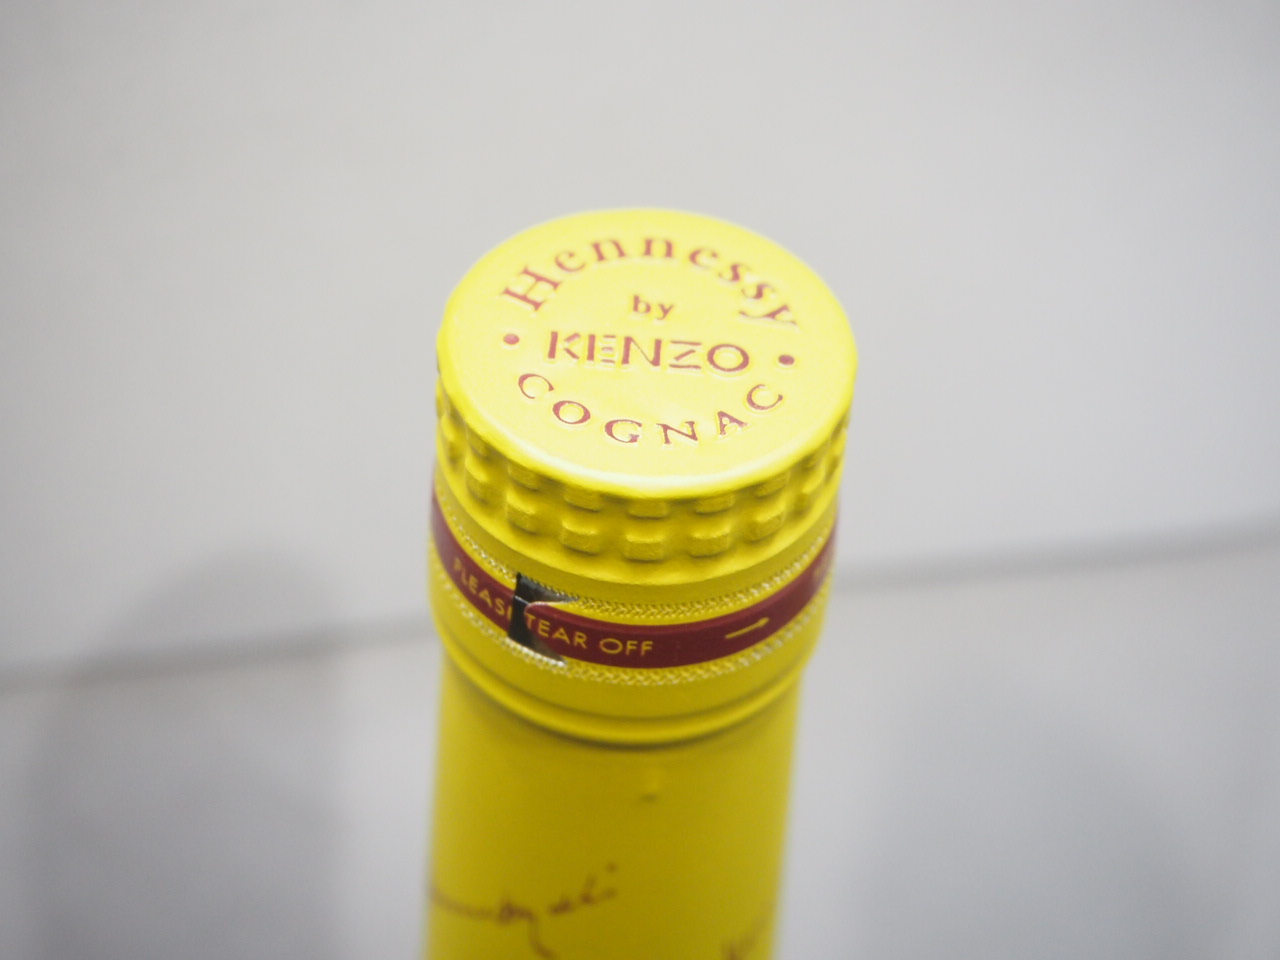 Hennessy
by
• KENZO •
COGNAC
PLEASE TEAR OFF →